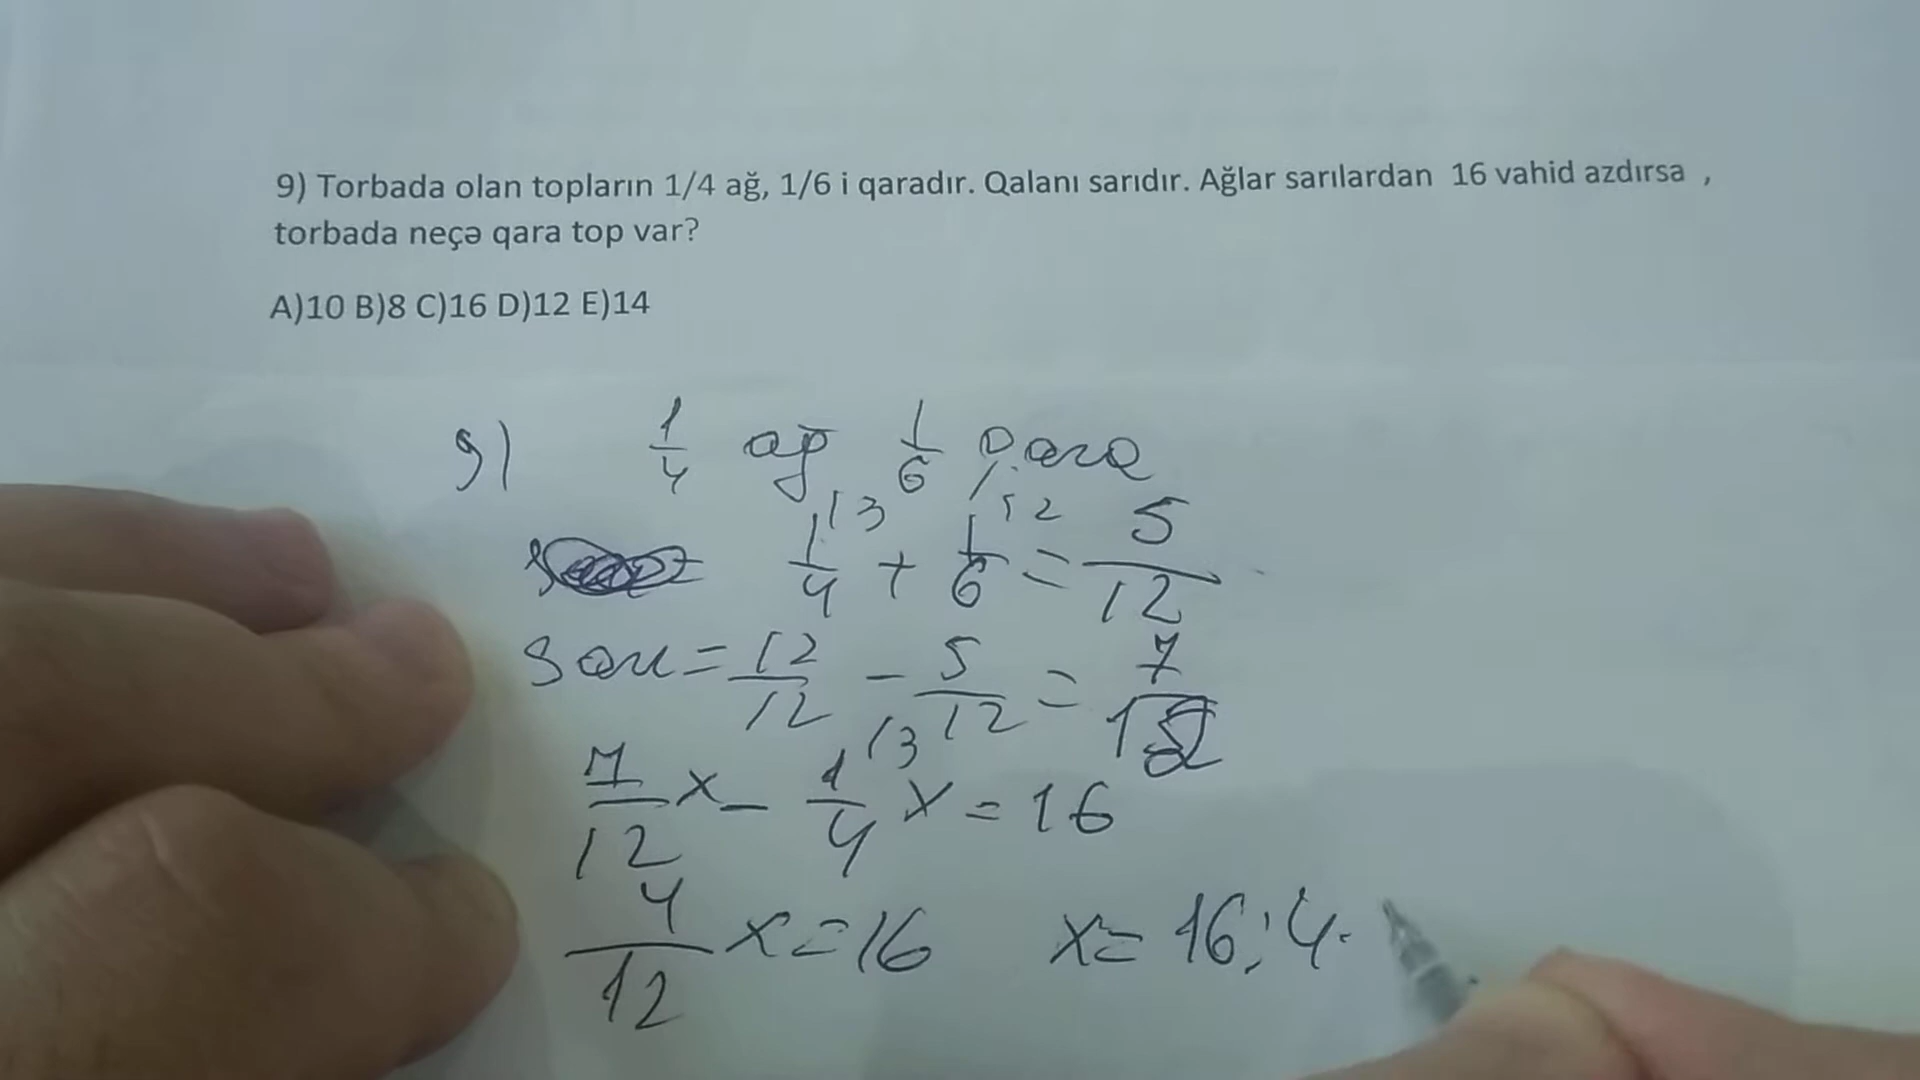 9) Torbada olan topların 1/4 ağ, 1/6 i qaradır. Qalanı sarıdır. Ağlar sarılardan 16 vahid azdırsa ,
torbada neçə qara top var?
A)10 B)8 C)16 D)12 E)14
9) 1/4 ağ 1/6 qara
1/4 (3 + 1/6 (2 = 5/12
sarı = 12/12 - 5/12 = 7/12
7/12 x - 1/4 (3 x = 16
4/12 x = 16 x = 16 : 4 ·